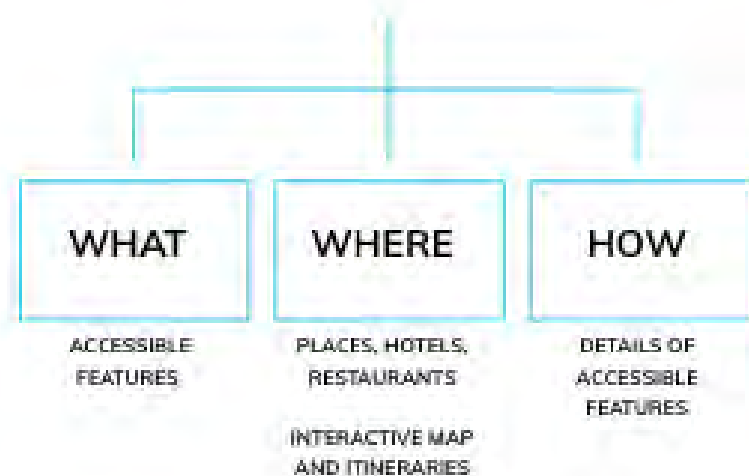 WHAT
ACCESSIBLE
FEATURES
WHERE
PLACES, HOTELS,
RESTAURANTS
INTERACTIVE MAP
AND ITINERARIES
HOW
DETAILS OF
ACCESSIBLE
FEATURES